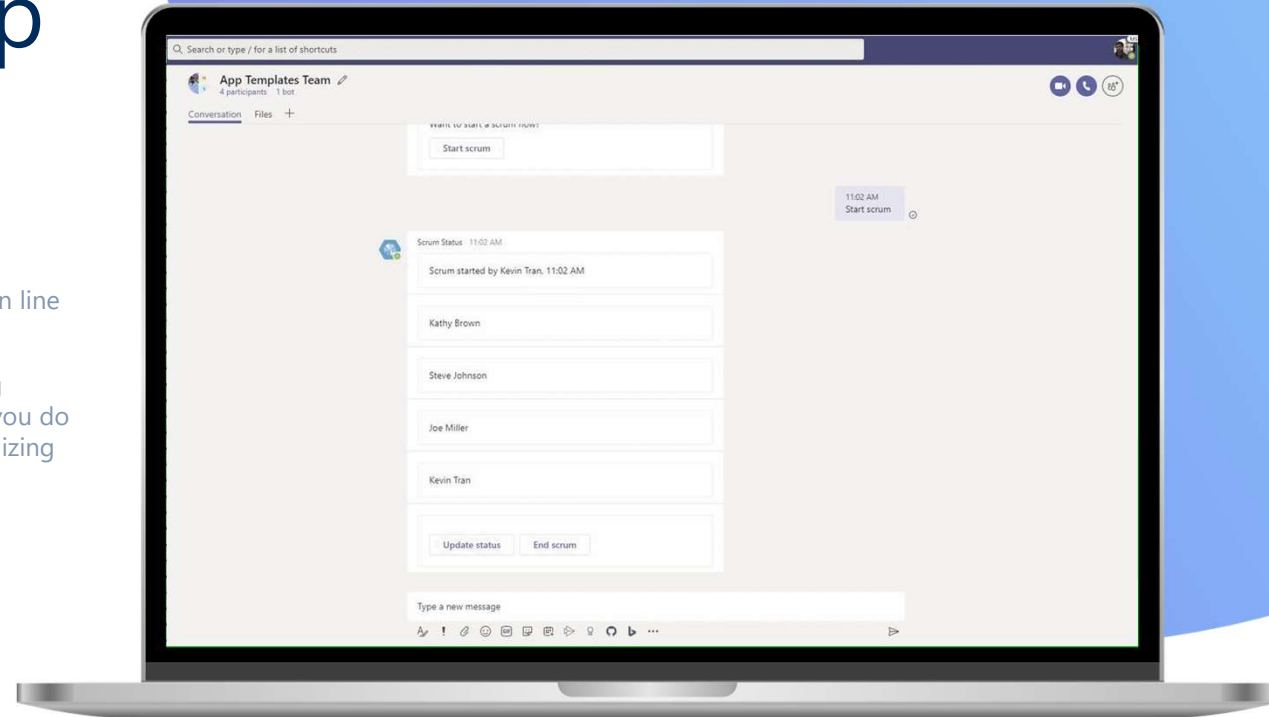 p
n line
g
you do
izing
Search or type / for a list of shortcuts
App Templates Team
4 participants 1 bot
Conversation Files +
Want to start a scrum now?
Start scrum
11:02 AM
Start scrum
Scrum Status 11:02 AM
Scrum started by Kevin Tran, 11:02 AM
Kathy Brown
Steve Johnson
Joe Miller
Kevin Tran
Update status End scrum
Type a new message
GIF